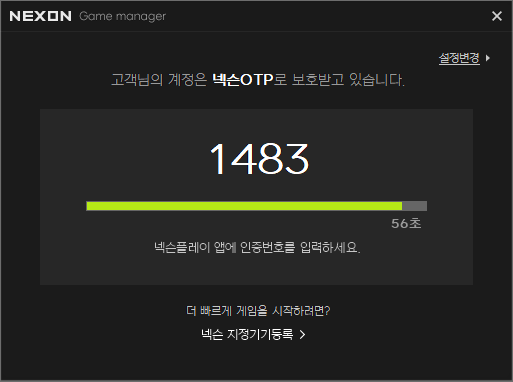 NEXON Game manager
설정변경
고객님의 계정은 넥슨OTP로 보호받고 있습니다.
1483
56초
넥슨플레이 앱에 인증번호를 입력하세요.
더 빠르게 게임을 시작하려면?
넥슨 지정기기등록 >